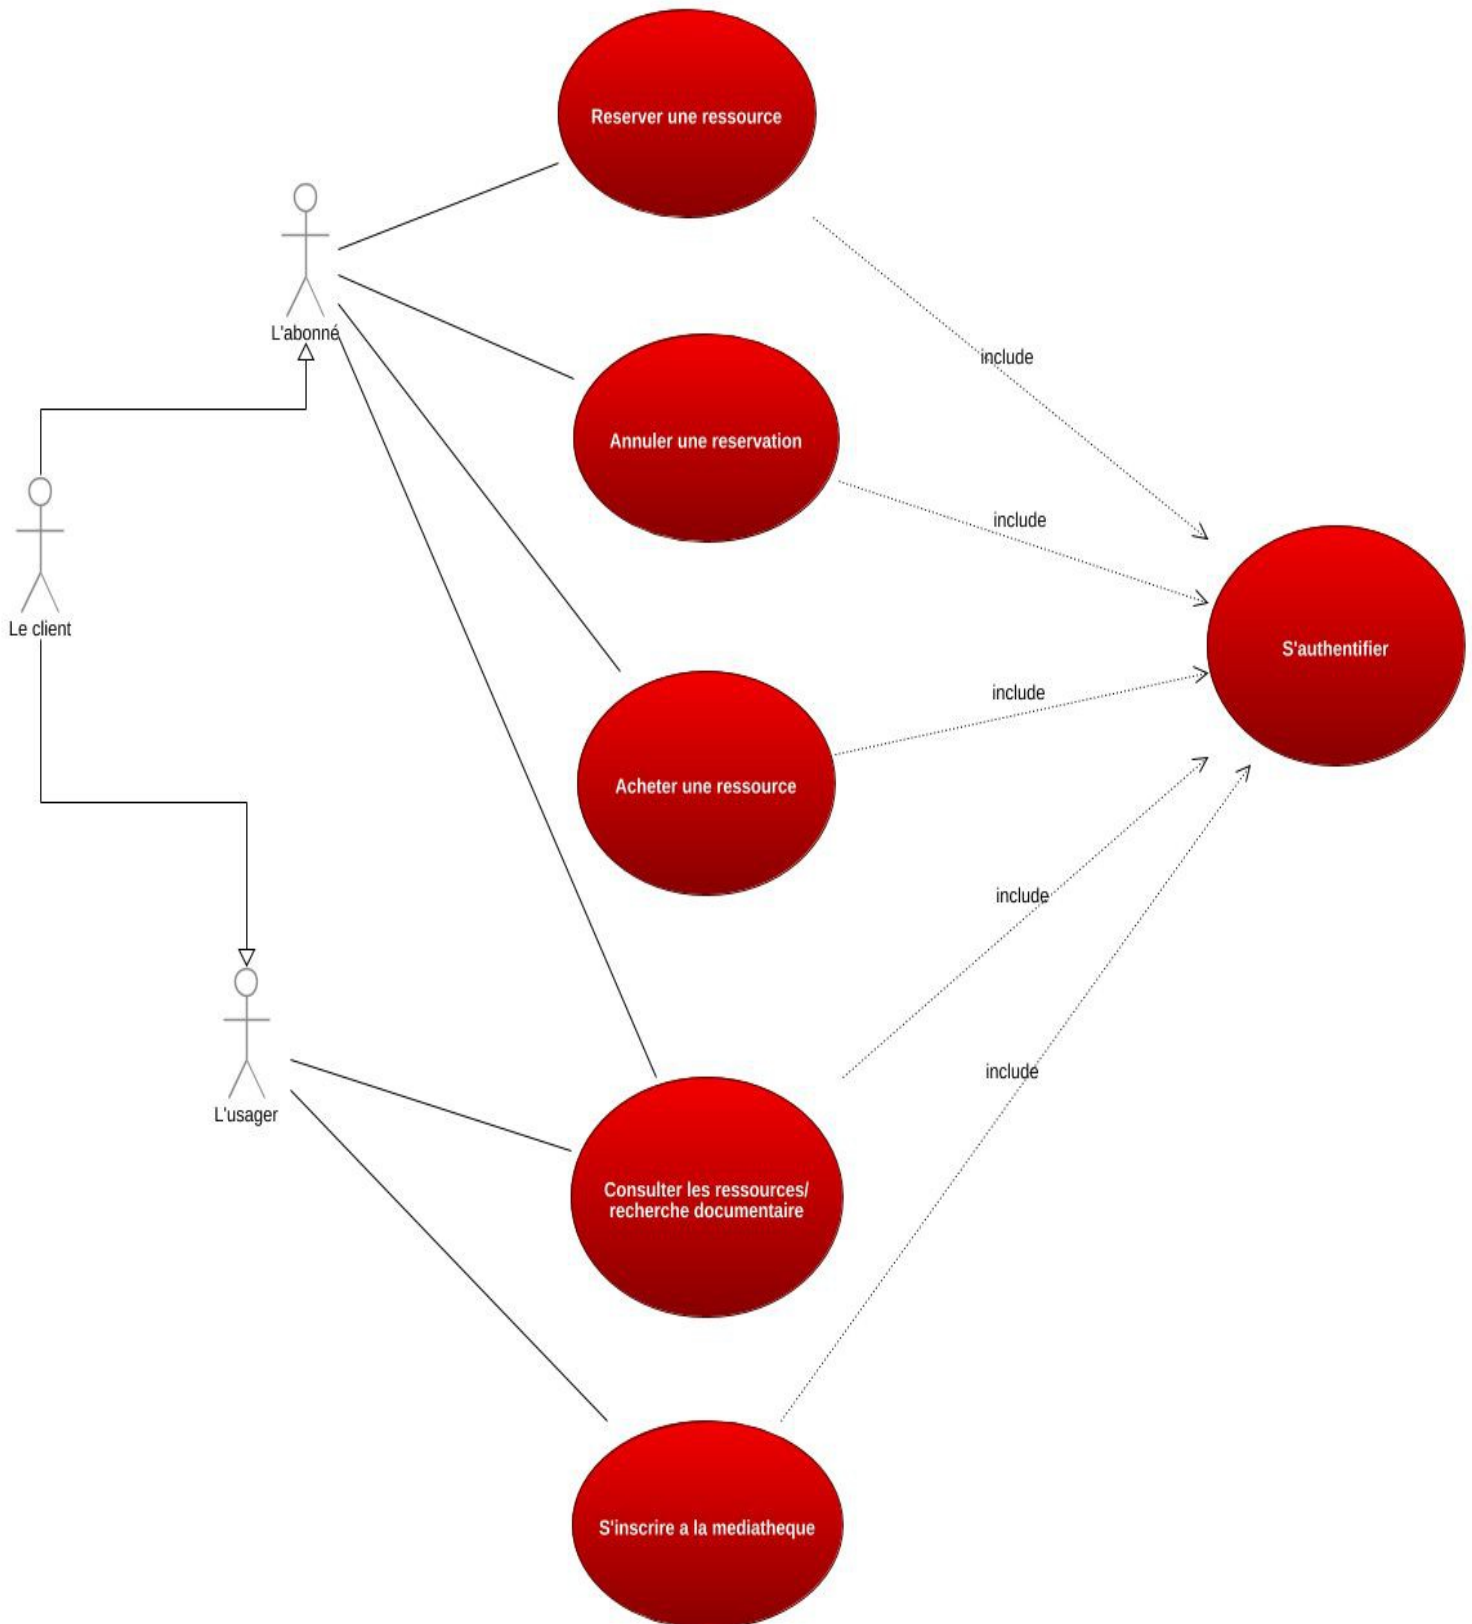 Reserver une ressource
L'abonné
include
Annuler une reservation
include
Le client
S'authentifier
include
Acheter une ressource
include
include
L'usager
Consulter les ressources/
recherche documentaire
S'inscrire a la mediatheque